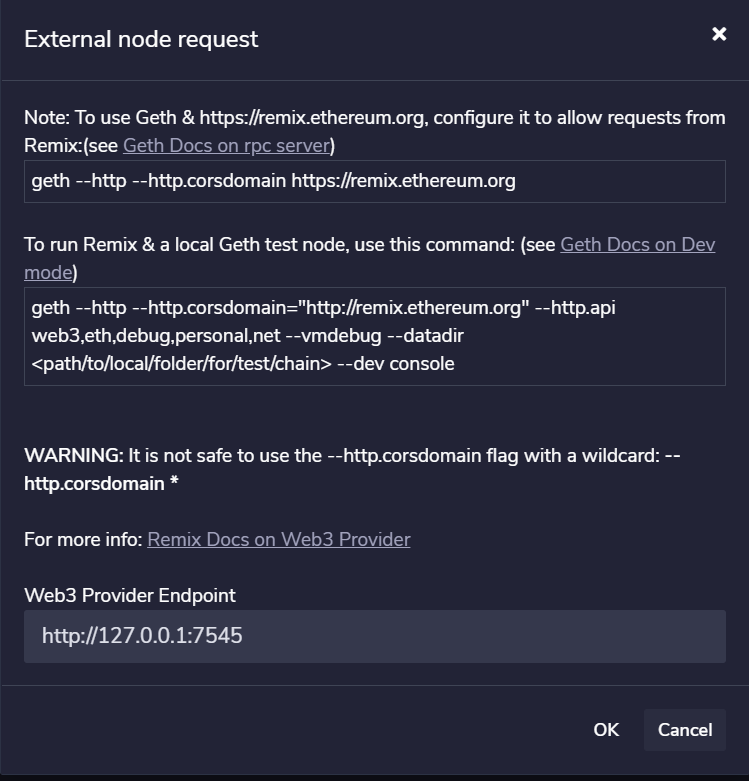 External node request
Note: To use Geth & https://remix.ethereum.org, configure it to allow requests from
Remix:(see Geth Docs on rpc server)
geth --http --http.corsdomain https://remix.ethereum.org
To run Remix & a local Geth test node, use this command: (see Geth Docs on Dev
mode)
geth --http --http.corsdomain="http://remix.ethereum.org" --http.api
web3,eth,debug,personal,net --vmdebug --datadir
<path/to/local/folder/for/test/chain> --dev console
WARNING: It is not safe to use the --http.corsdomain flag with a wildcard: --
http.corsdomain *
For more info: Remix Docs on Web3 Provider
Web3 Provider Endpoint
http://127.0.0.1:7545
OK Cancel